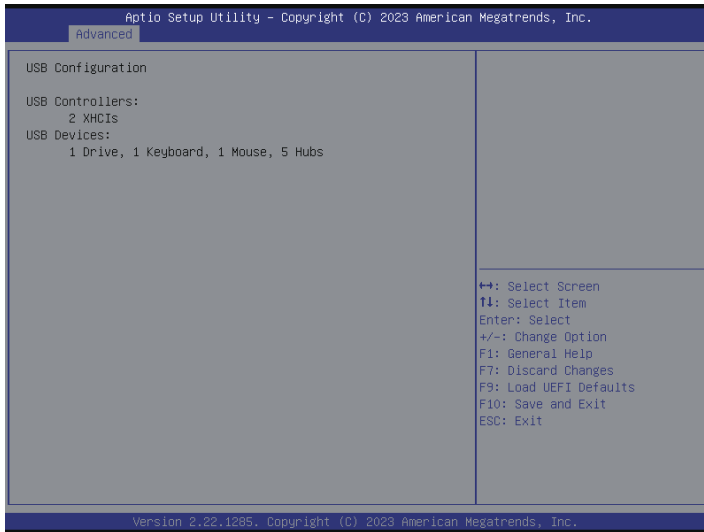 Aptio Setup Utility – Copyright (C) 2023 American Megatrends, Inc.
Advanced
USB Configuration
USB Controllers:
2 XHCIs
USB Devices:
1 Drive, 1 Keyboard, 1 Mouse, 5 Hubs
↔: Select Screen
↑↓: Select Item
Enter: Select
+/-: Change Option
F1: General Help
F7: Discard Changes
F9: Load UEFI Defaults
F10: Save and Exit
ESC: Exit
Version 2.22.1285. Copyright (C) 2023 American Megatrends, Inc.